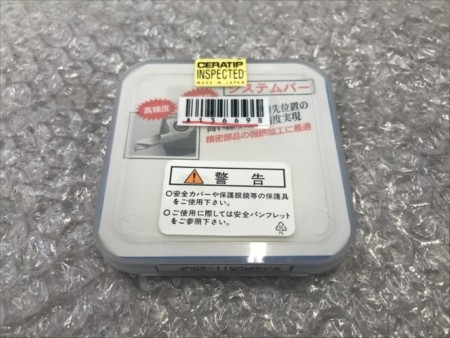 CERATIP
INSPECTED
MADE IN JAPAN
システムバー
高精度
刃先位置の
度実現
精密部品の微細加工に最適
A136698
警告
○安全カバーや保護眼鏡等の保護具
をご使用下さい。
○ご使用に際しては安全パンフレット
をご参照下さい。